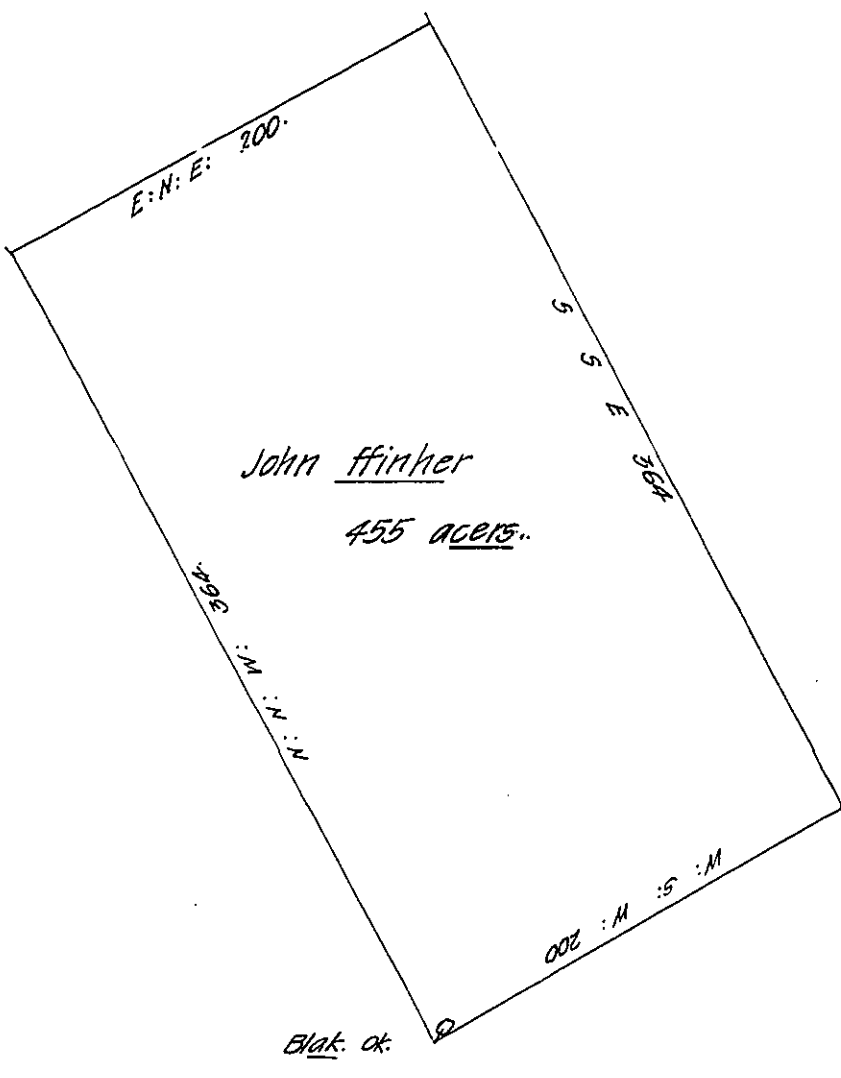 E: N: E: 200.
S S E 364
John ffinher
455 acers..
N: N: W: 364.
W: S: W: 200
Blak. ok.